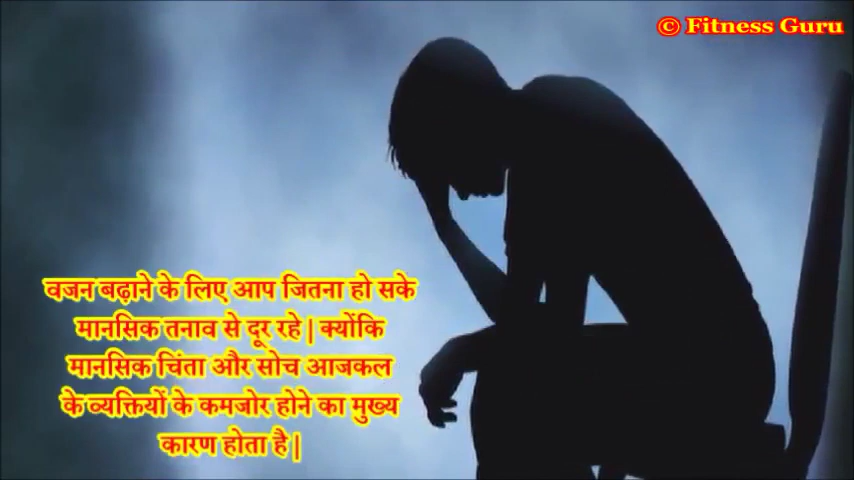 © Fitness Guru
वजन बढ़ाने के लिए आप जितना हो सके
मानसिक तनाव से दूर रहे |  क्योंकि
मानसिक चिंता और सोच आजकल
के व्यक्तियों के कमजोर होने का मुख्य
कारण होता है |